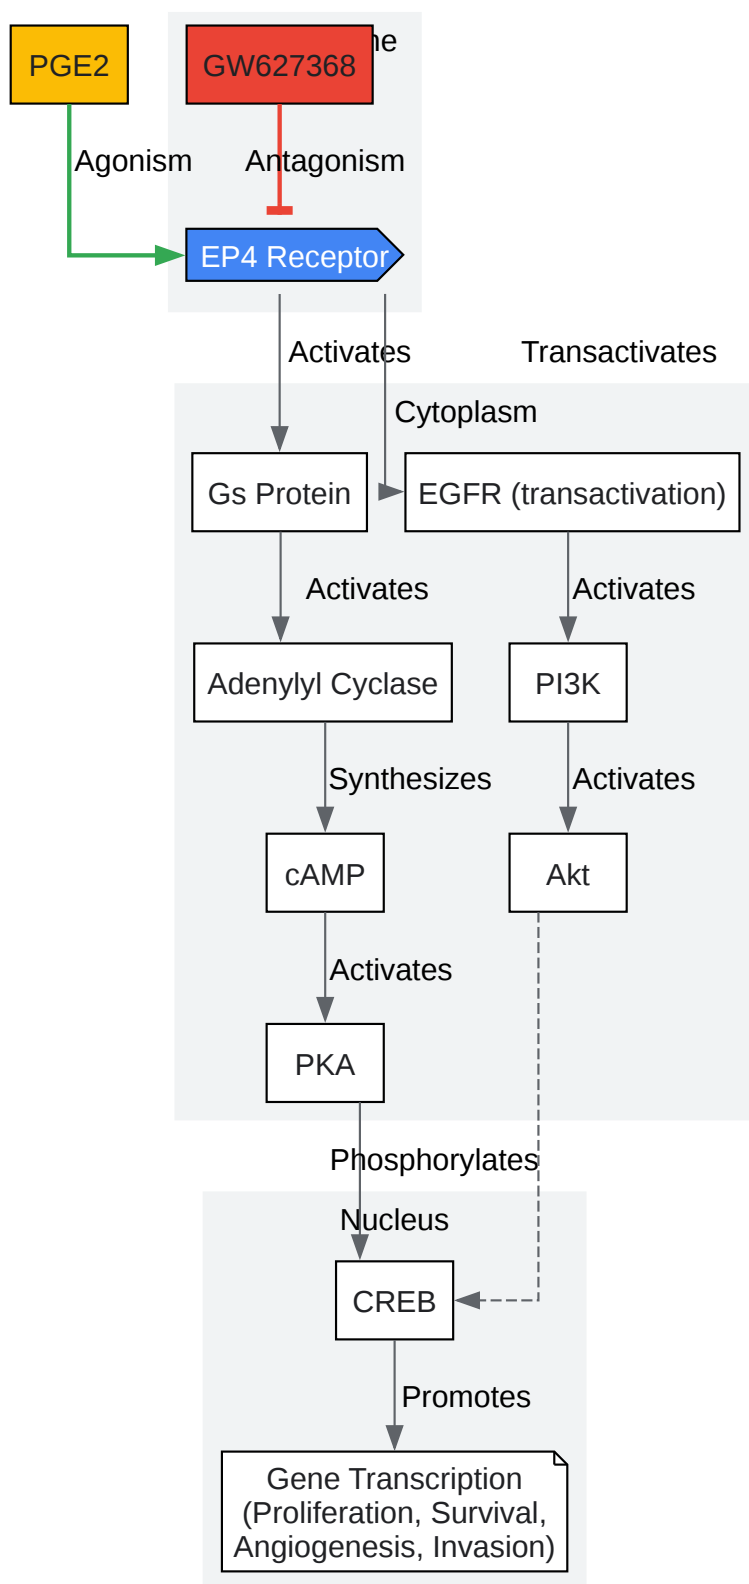 PGE2
GW627368
Agonism
Antagonism
EP4 Receptor
Activates
Transactivates
Cytoplasm
Gs Protein
EGFR (transactivation)
Activates
Activates
Adenylyl Cyclase
PI3K
Synthesizes
Activates
cAMP
Akt
Activates
PKA
Phosphorylates
Nucleus
CREB
Promotes
Gene Transcription
(Proliferation, Survival,
Angiogenesis, Invasion)